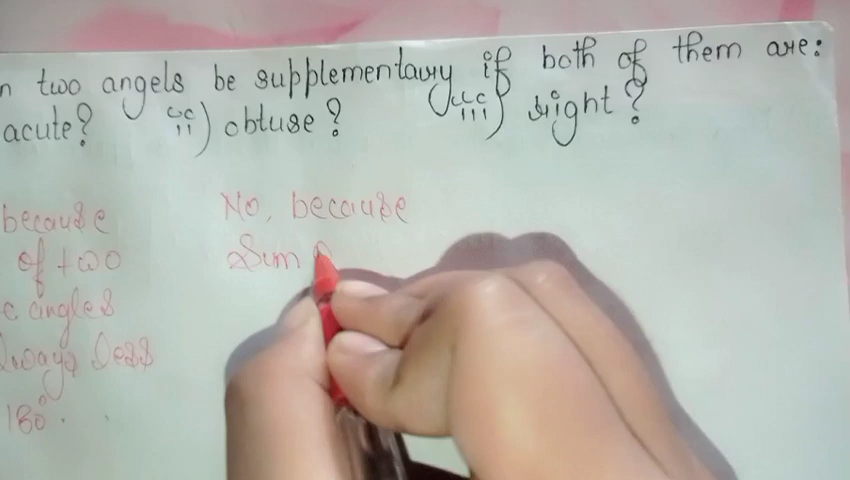 n two angels be supplementary if both of them are:
acute? ii) obtuse? iii) right?
because
of two
c angles
always less
180°.
No, because
Sum